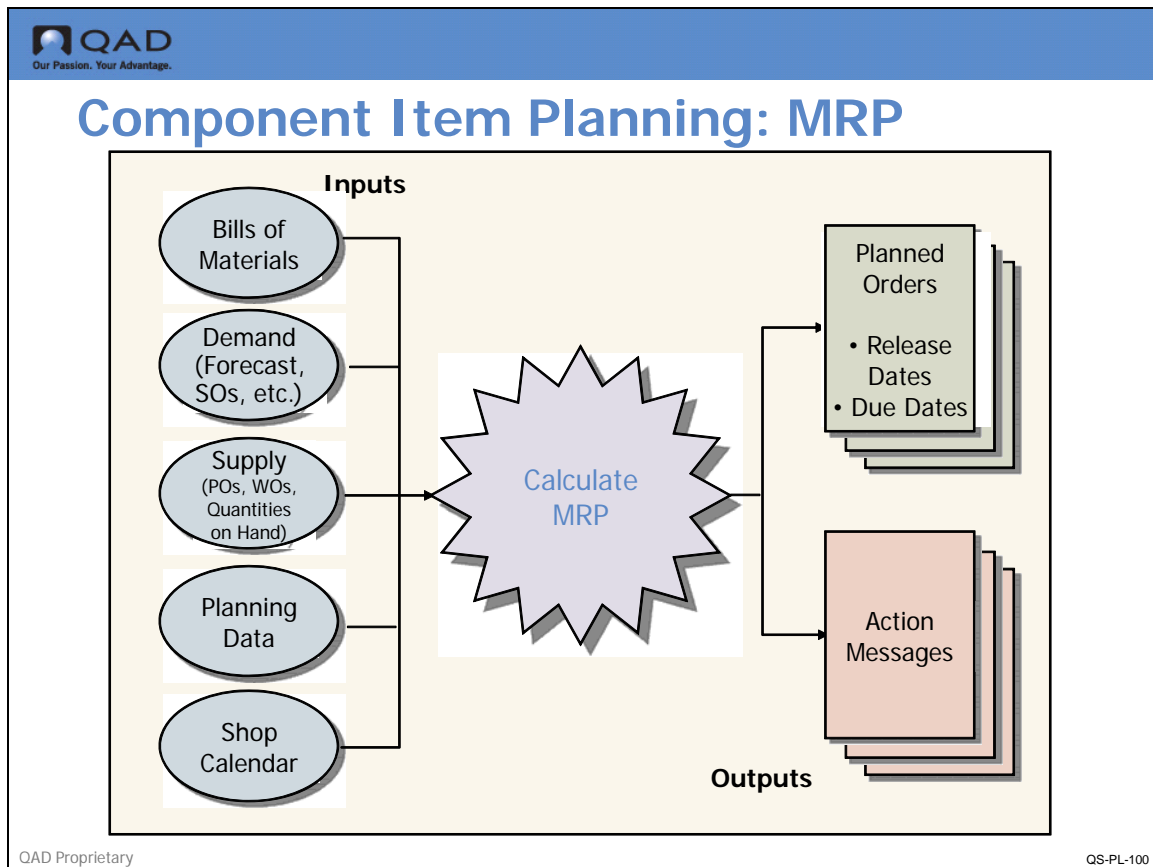 QAD
Our Passion. Your Advantage.
Component Item Planning: MRP
Inputs
Bills of
Materials
Demand
(Forecast,
SOs, etc.)
Supply
(POs, WOs,
Quantities
on Hand)
Planning
Data
Shop
Calendar
Calculate
MRP
Planned
Orders
• Release
Dates
• Due Dates
Action
Messages
Outputs
QAD Proprietary
QS-PL-100